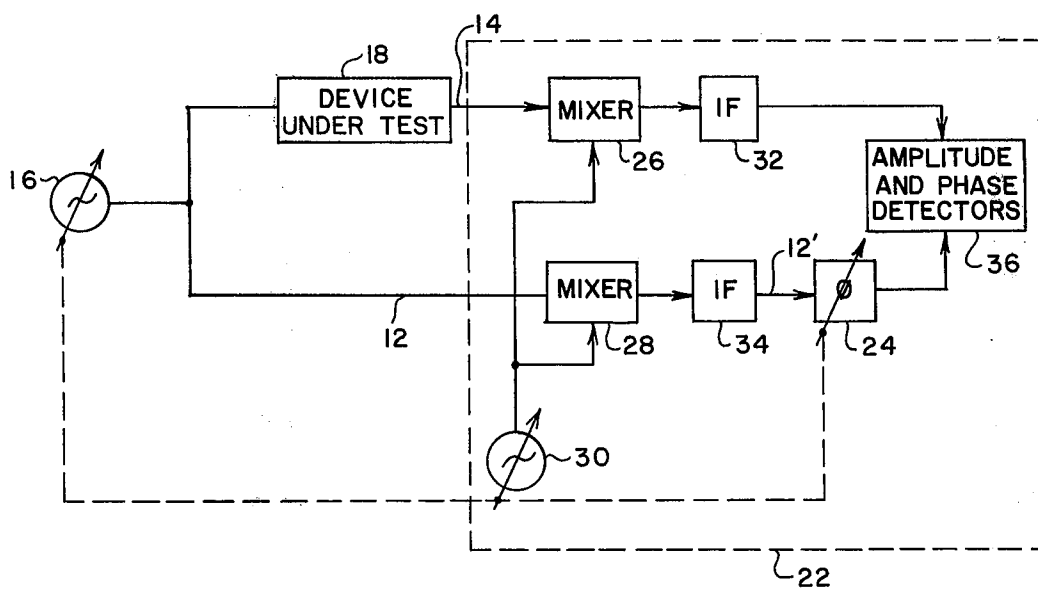 14
18
DEVICE
UNDER TEST
MIXER
26
IF
32
AMPLITUDE
AND PHASE
DETECTORS
36
16
12
MIXER
28
IF
34
12'
Ø
24
30
22